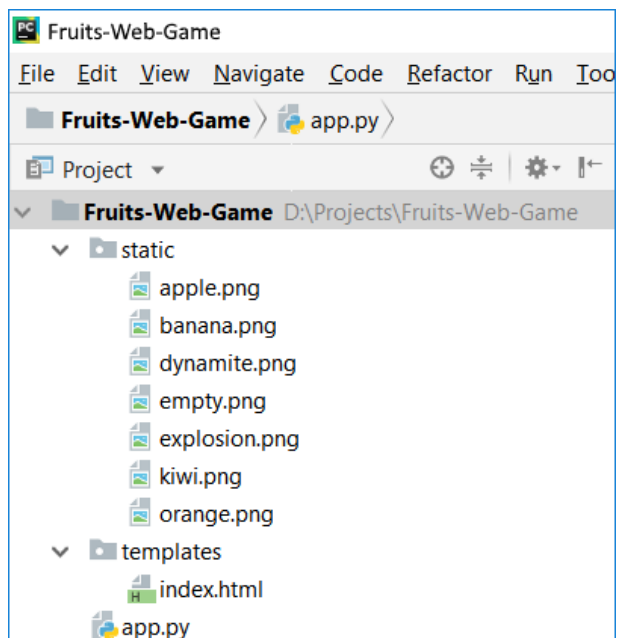 Fruits-Web-Game
File Edit View Navigate Code Refactor Run Too
Fruits-Web-Game app.py
Project
Fruits-Web-Game D:\Projects\Fruits-Web-Game
static
apple.png
banana.png
dynamite.png
empty.png
explosion.png
kiwi.png
orange.png
templates
index.html
app.py